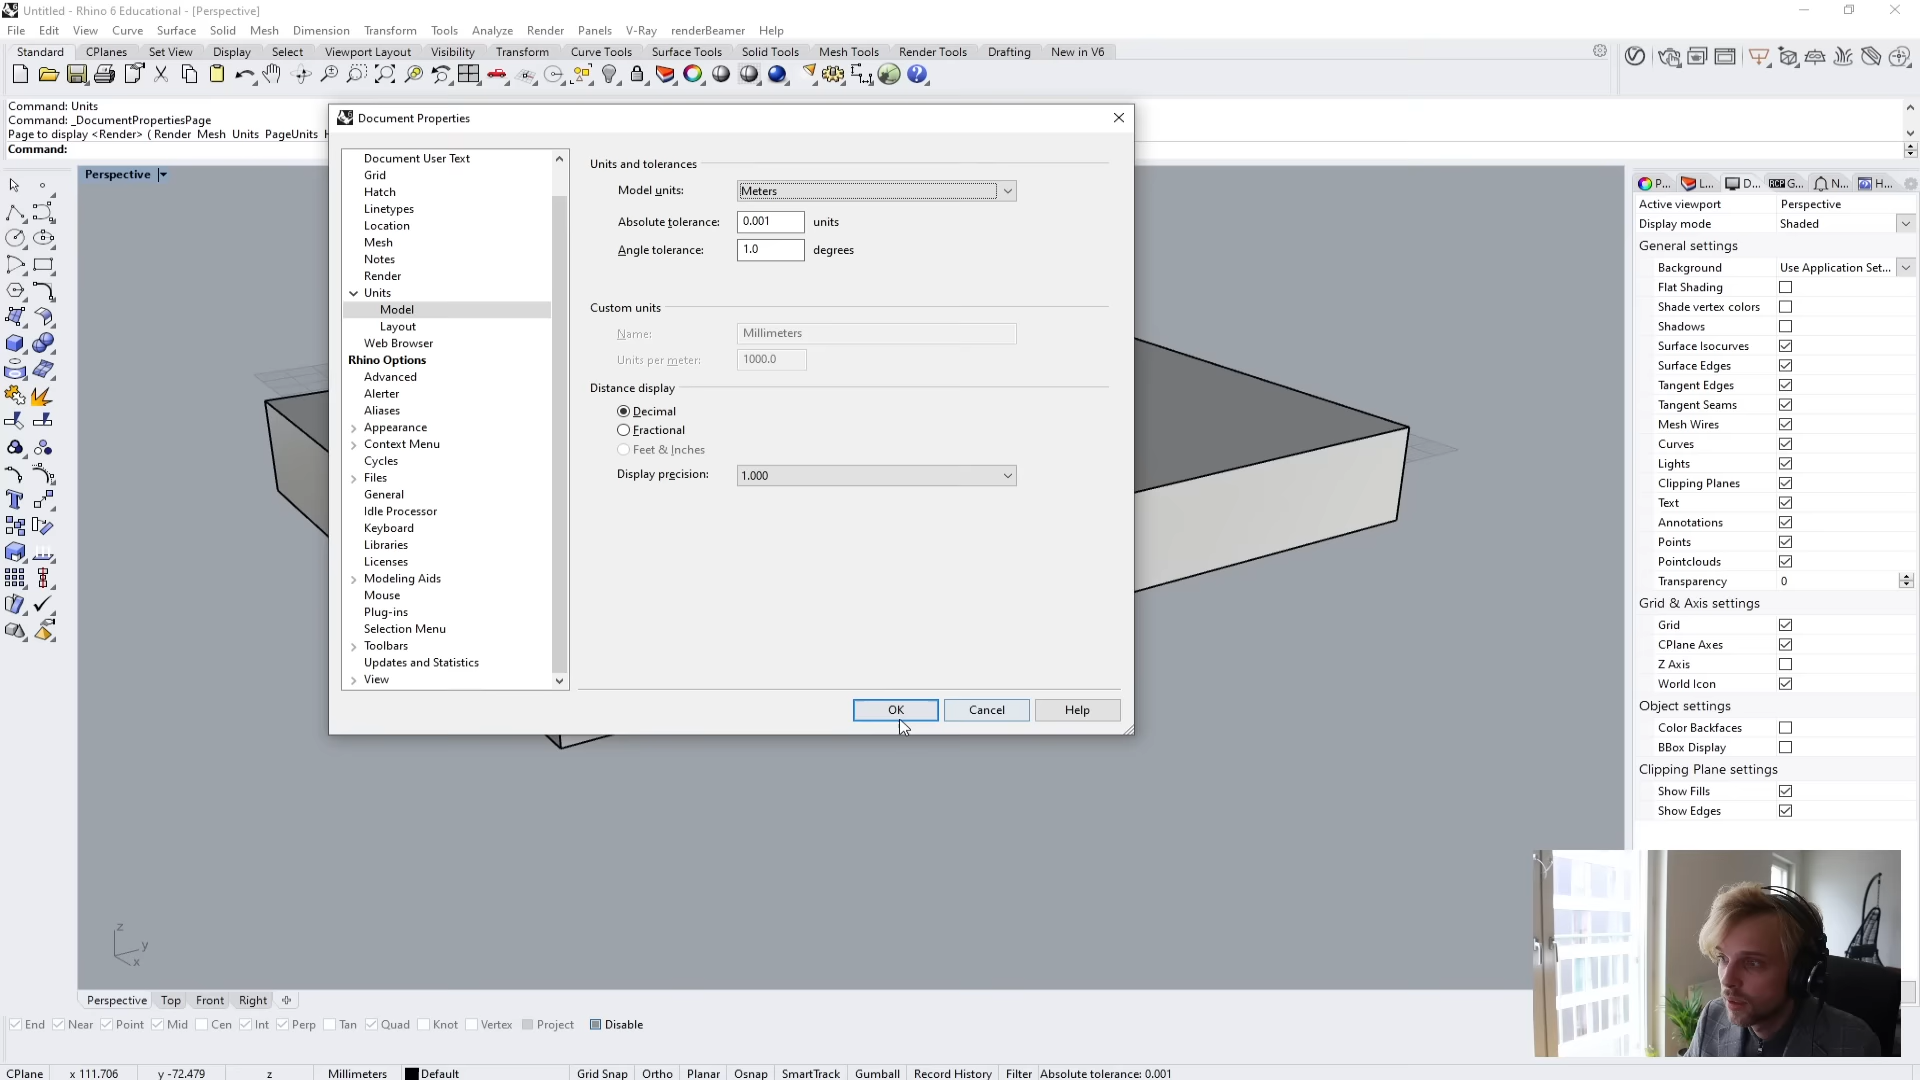 Untitled - Rhino 6 Educational - [Perspective]
File Edit View Curve Surface Solid Mesh Dimension Transform Tools Analyze Render Panels V-Ray renderBeamer Help
Standard CPlanes Set View Display Select Viewport Layout Visibility Transform Curve Tools Surface Tools Solid Tools Mesh Tools Render Tools Drafting New in V6
Command: Units
Command: _DocumentPropertiesPage
Page to display <Render> ( Render Mesh Units PageUnits
Command:
Perspective
Document Properties
Document User Text
Grid
Hatch
Linetypes
Location
Mesh
Notes
Render
Units
Model
Layout
Web Browser
Rhino Options
Advanced
Alerter
Aliases
Appearance
Context Menu
Cycles
Files
General
Idle Processor
Keyboard
Libraries
Licenses
Modeling Aids
Mouse
Plug-ins
Selection Menu
Toolbars
Updates and Statistics
View
Units and tolerances
Model units: Meters
Absolute tolerance: 0.001 units
Angle tolerance: 1.0 degrees
Custom units
Name: Millimeters
Units per meter: 1000.0
Distance display
Decimal
Fractional
Feet & Inches
Display precision: 1.000
OK Cancel Help
P... L... D... G... N... H...
Active viewport Perspective
Display mode Shaded
General settings
Background Use Application Set...
Flat Shading
Shade vertex colors
Shadows
Surface Isocurves
Surface Edges
Tangent Edges
Tangent Seams
Mesh Wires
Curves
Lights
Clipping Planes
Text
Annotations
Points
Pointclouds
Transparency 0
Grid & Axis settings
Grid
CPlane Axes
Z Axis
World Icon
Object settings
Color Backfaces
BBox Display
Clipping Plane settings
Show Fills
Show Edges
z
y
x
Perspective Top Front Right
End Near Point Mid Cen Int Perp Tan Quad Knot Vertex Project Disable
CPlane x 111.706 y -72.479 z Millimeters Default Grid Snap Ortho Planar Osnap SmartTrack Gumball Record History Filter Absolute tolerance: 0.001